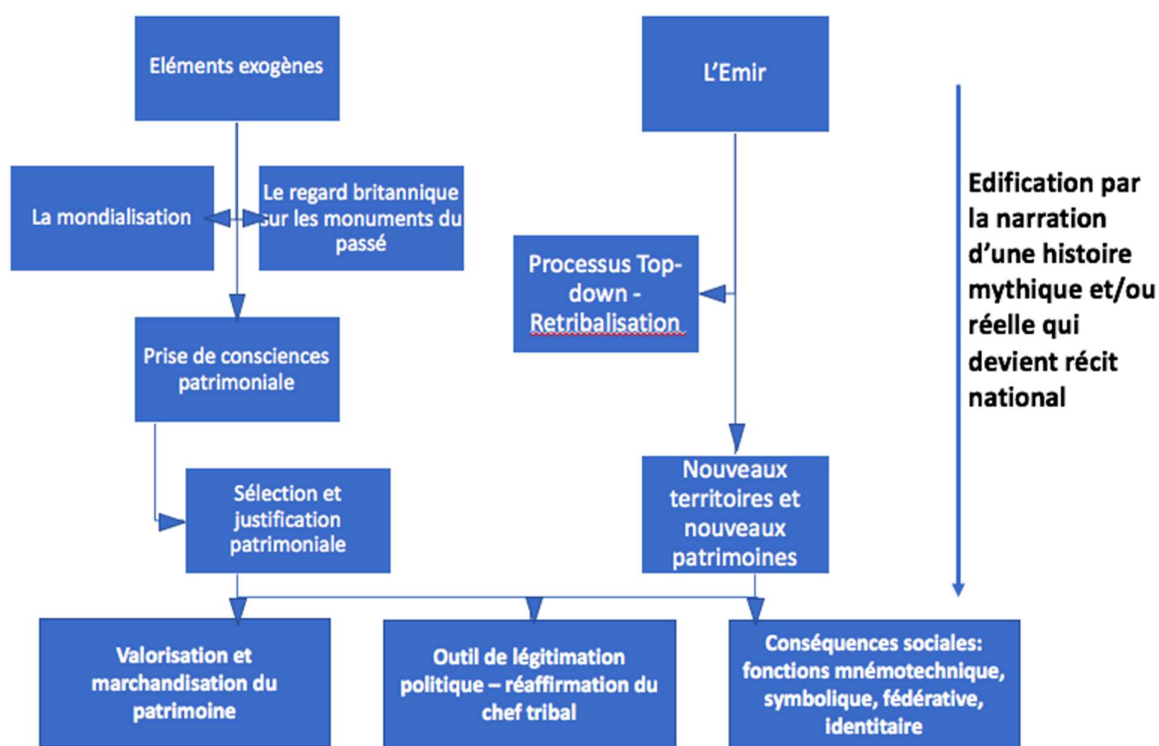 Eléments exogènes
L'Emir
La mondialisation
Le regard britannique
sur les monuments du
passé
Edification par
la narration
d'une histoire
mythique et/ou
réelle qui
devient récit
national
Processus Top-
down -
Retribalisation
Prise de consciences
patrimoniale
Sélection et
justification
patrimoniale
Nouveaux
territoires et
nouveaux
patrimoines
Valorisation et
marchandisation du
patrimoine
Outil de légitimation
politique – réaffirmation du
chef tribal
Conséquences sociales:
fonctions mnémotechnique,
symbolique, fédérative,
identitaire